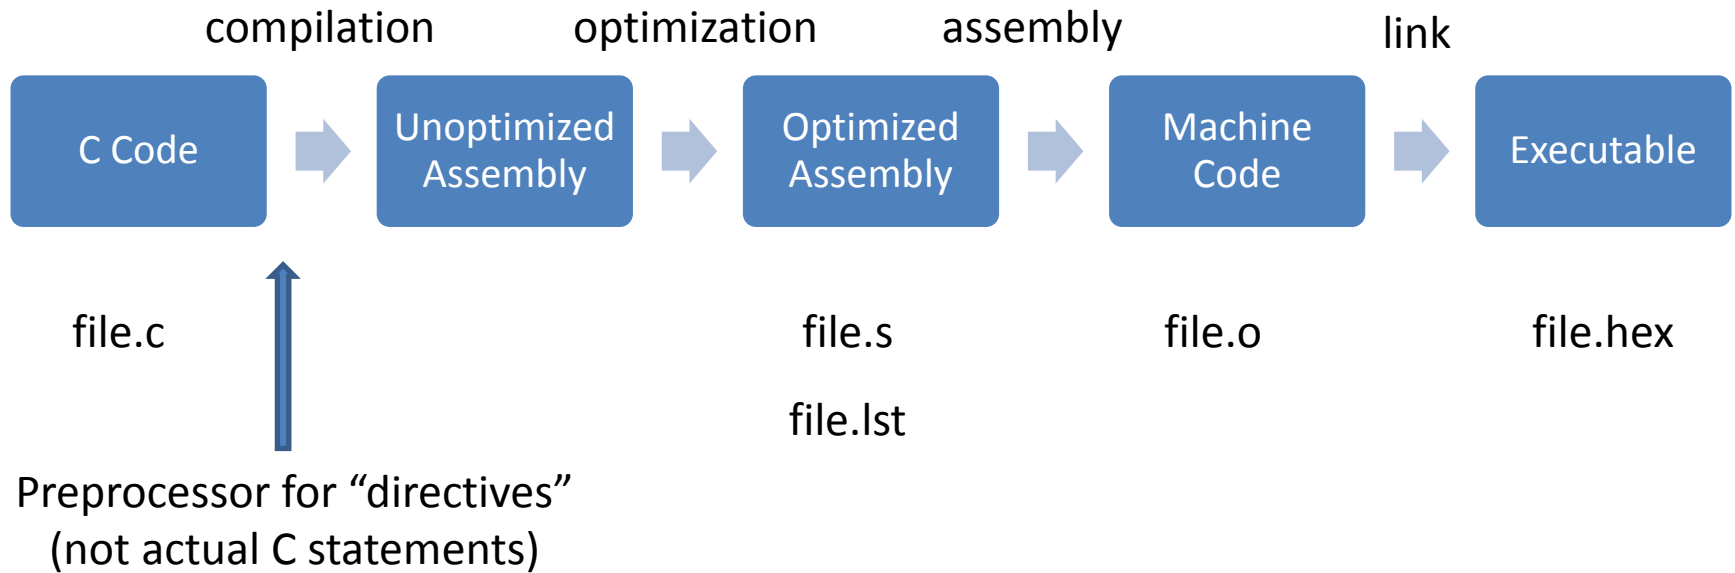 compilation
optimization
assembly
link
C Code
Unoptimized
Assembly
Optimized
Assembly
Machine
Code
Executable
file.c
file.s
file.o
file.hex
file.lst
Preprocessor for “directives”
(not actual C statements)